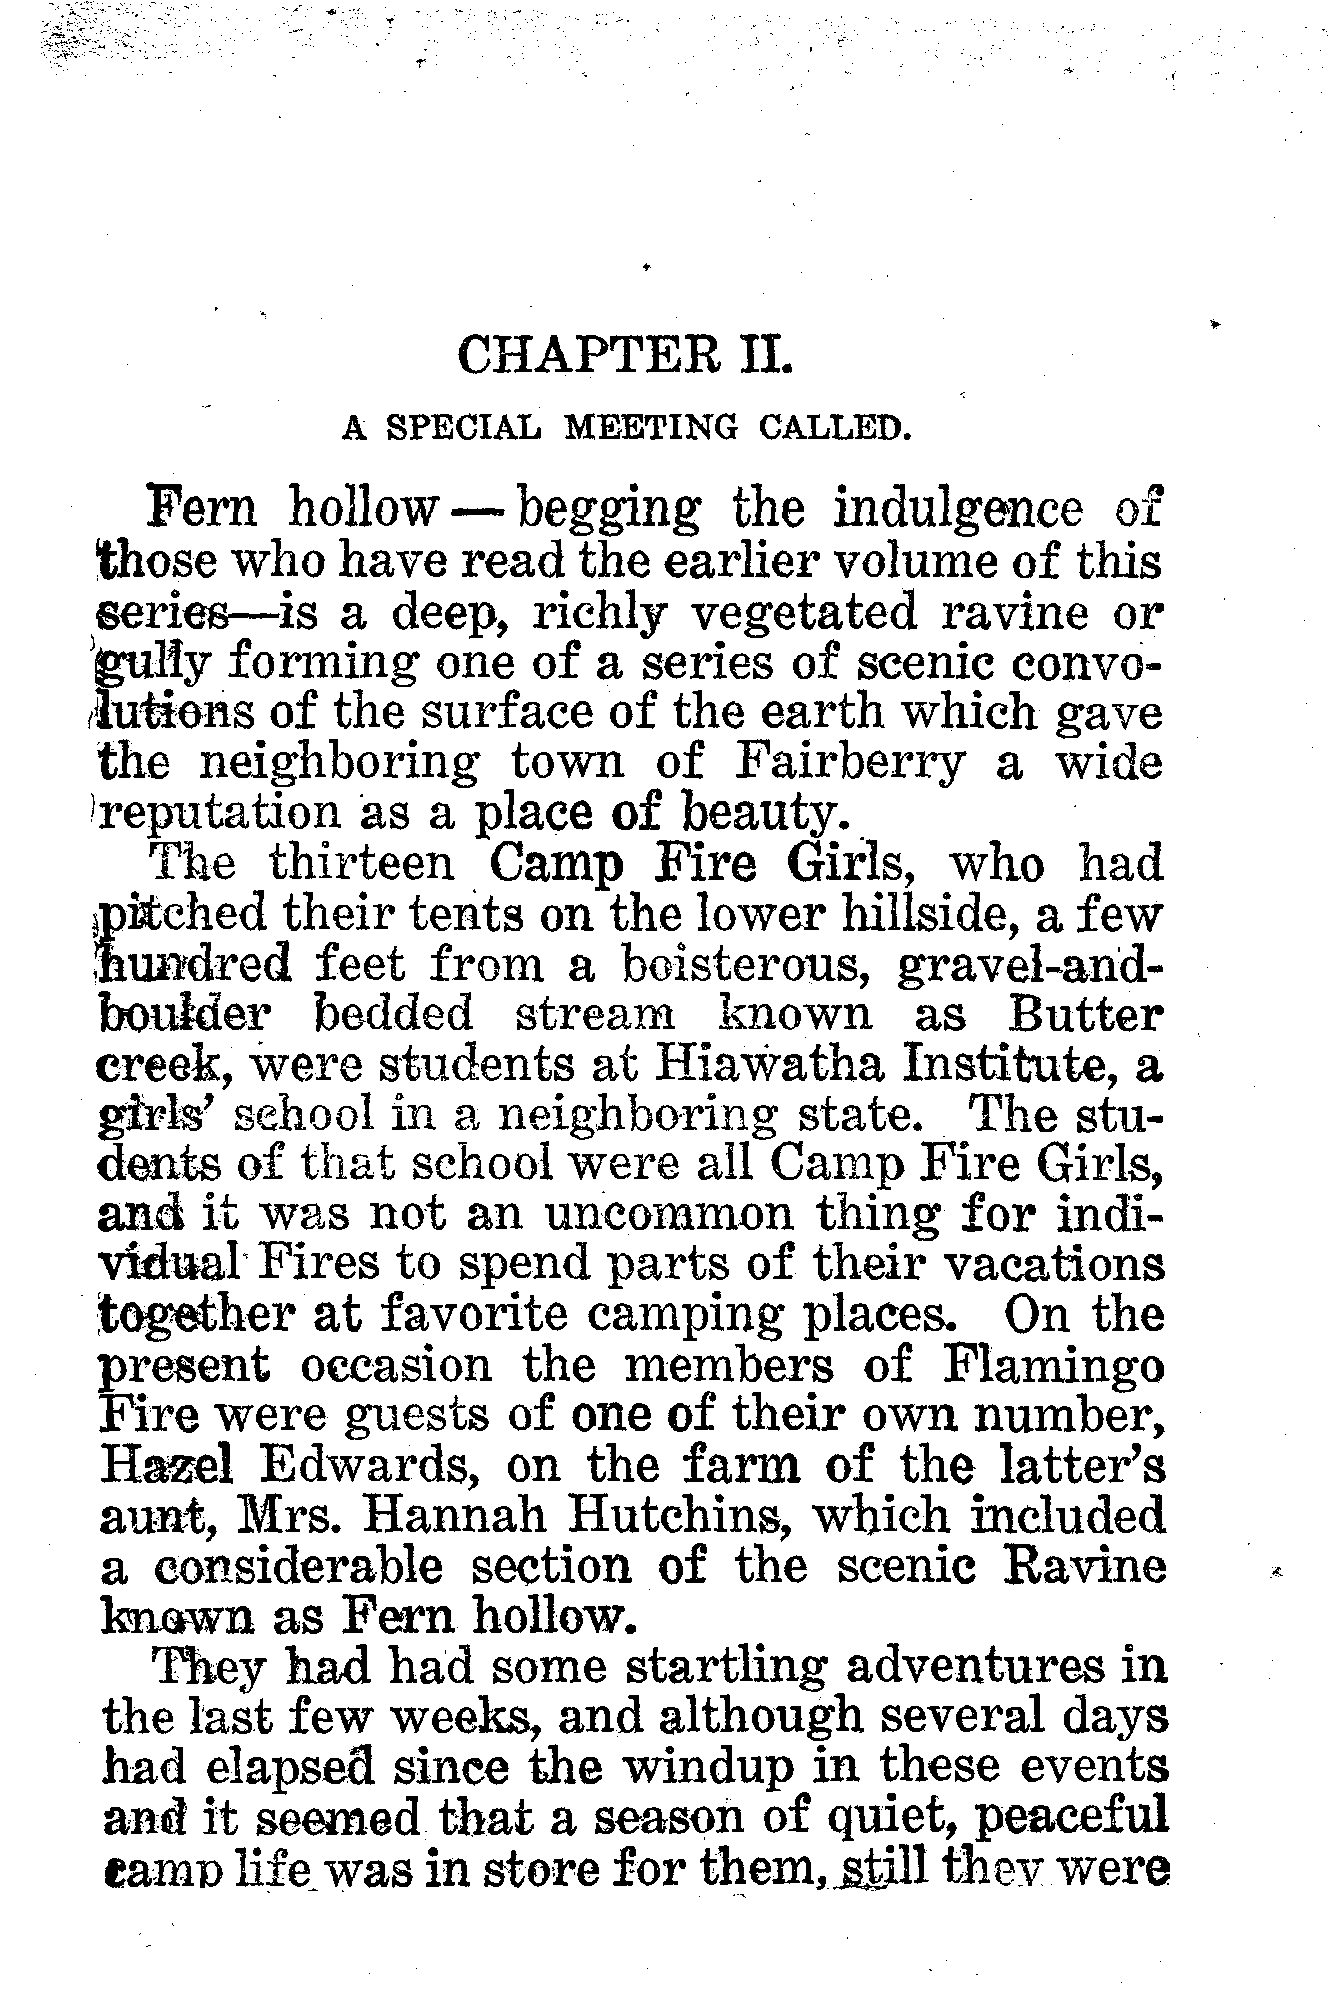 CHAPTER II.
A SPECIAL MEETING CALLED.
Fern hollow — begging the indulgence of
those who have read the earlier volume of this
series—is a deep, richly vegetated ravine or
gully forming one of a series of scenic convo-
lutions of the surface of the earth which gave
the neighboring town of Fairberry a wide
reputation as a place of beauty.
The thirteen Camp Fire Girls, who had
pitched their tents on the lower hillside, a few
hundred feet from a boisterous, gravel-and-
boulder bedded stream known as Butter
creek, were students at Hiawatha Institute, a
girls' school in a neighboring state. The stu-
dents of that school were all Camp Fire Girls,
and it was not an uncommon thing for indi-
vidual Fires to spend parts of their vacations
together at favorite camping places. On the
present occasion the members of Flamingo
Fire were guests of one of their own number,
Hazel Edwards, on the farm of the latter's
aunt, Mrs. Hannah Hutchins, which included
a considerable section of the scenic Ravine
known as Fern hollow.
They had had some startling adventures in
the last few weeks, and although several days
had elapsed since the windup in these events
and it seemed that a season of quiet, peaceful
camp life was in store for them, still they were